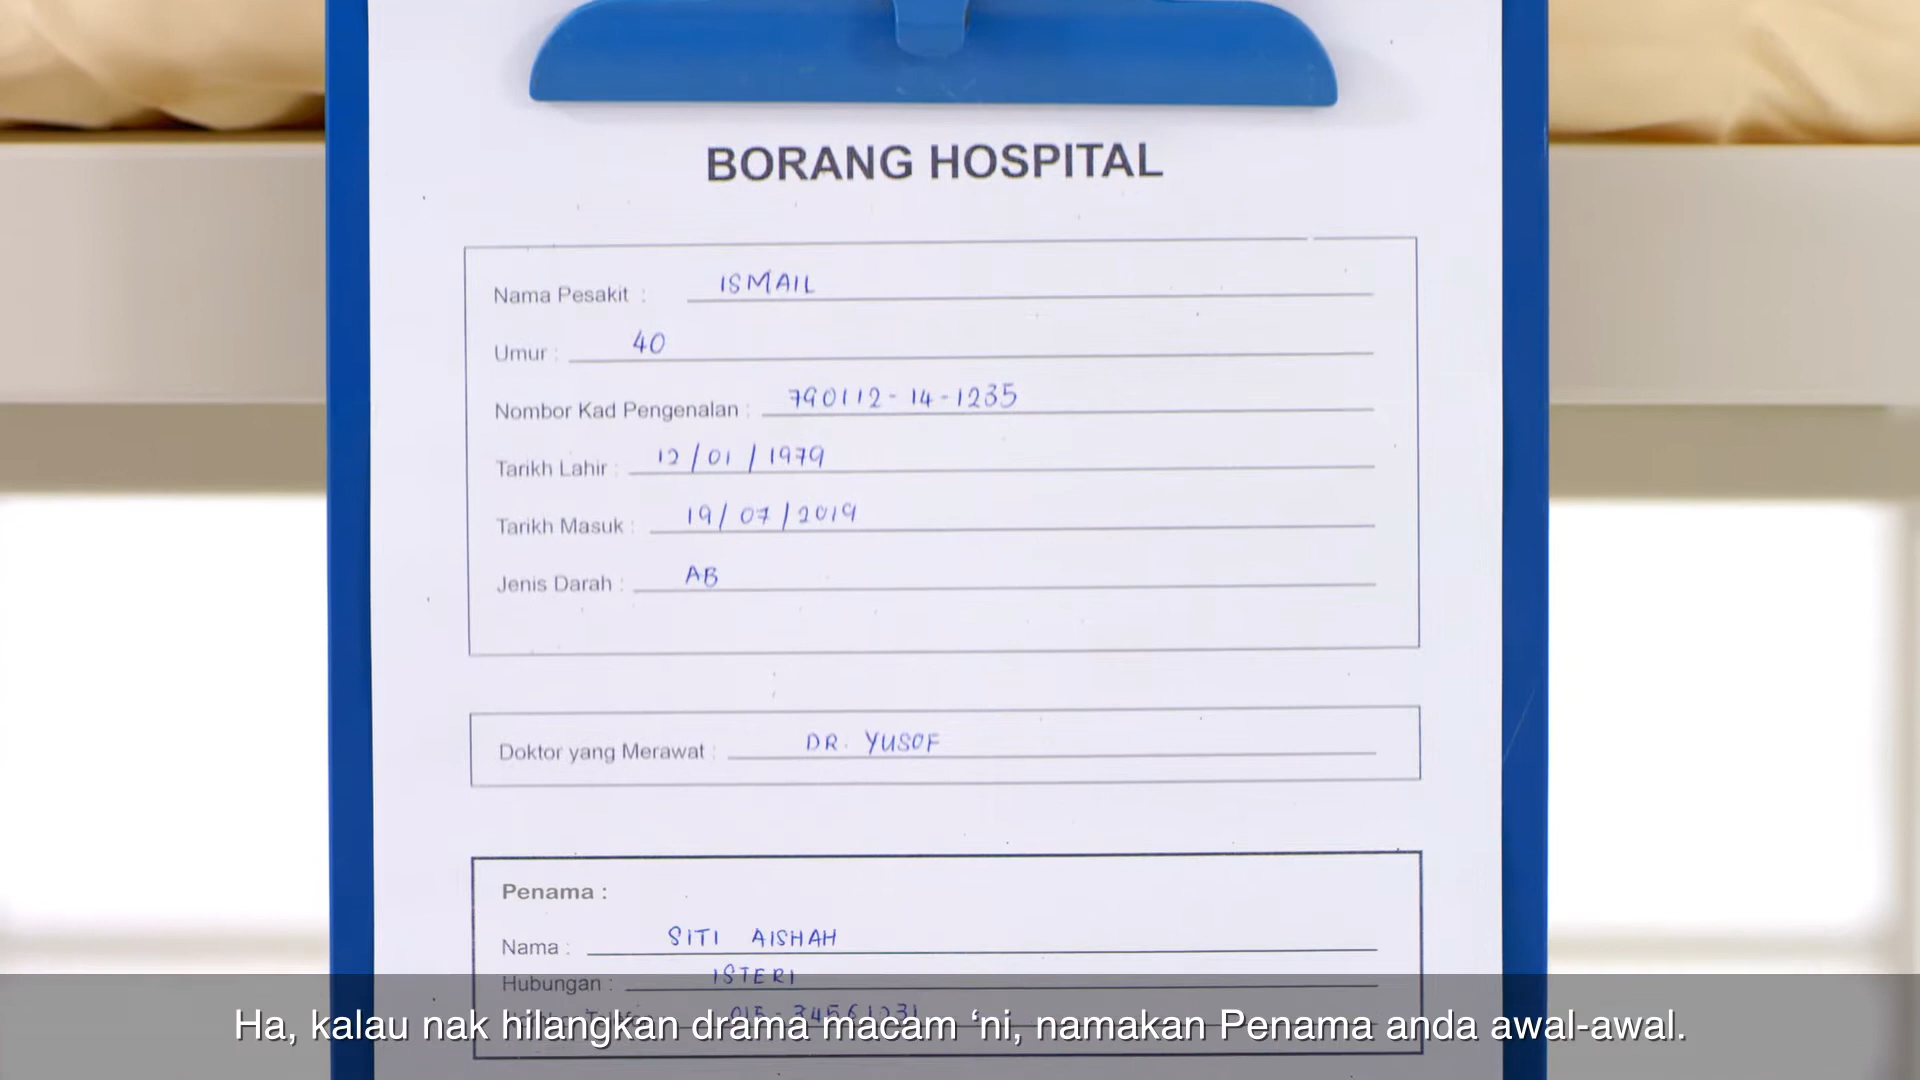 BORANG HOSPITAL
Nama Pesakit : ISMAIL
Umur : 40
Nombor Kad Pengenalan : 790112-14-1235
Tarikh Lahir : 12/01/1979
Tarikh Masuk : 19/07/2019
Jenis Darah : AB
Doktor yang Merawat : DR. YUSOF
Penama :
Nama : SITI AISHAH
Hubungan : ISTERI
Ha, kalau nak hilangkan drama macam ‘ni, namakan Penama anda awal-awal.